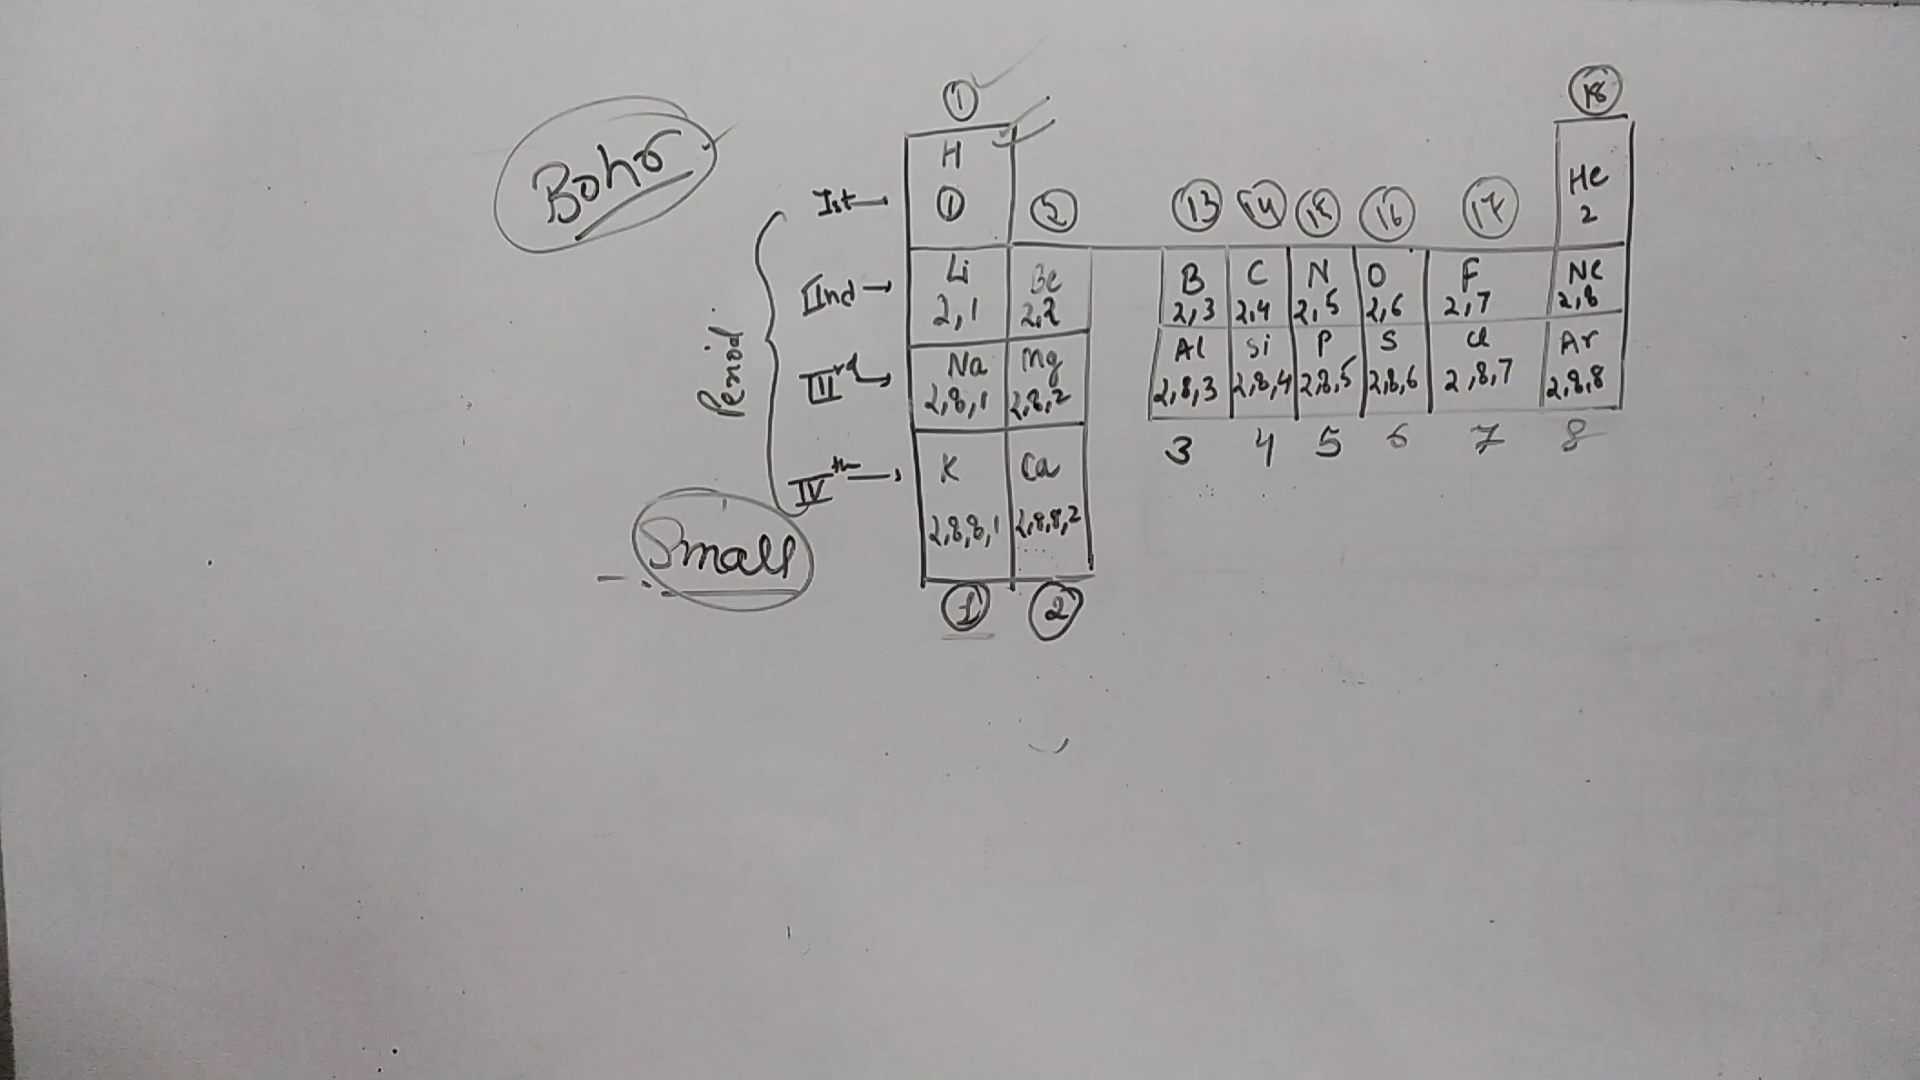 Bohr
Period
Small
① ⑱
H He
Ist → ① ② ⑬ ⑭ ⑮ ⑯ ⑰ 2
IInd → Li Be B C N O F Ne
2,1 2,2 2,3 2,4 2,5 2,6 2,7 2,8
IIIrd → Na Mg Al Si P S Cl Ar
2,8,1 2,8,2 2,8,3 2,8,4 2,8,5 2,8,6 2,8,7 2,8,8
3 4 5 6 7 8
IVth → K Ca
2,8,8,1 2,8,8,2
① ②